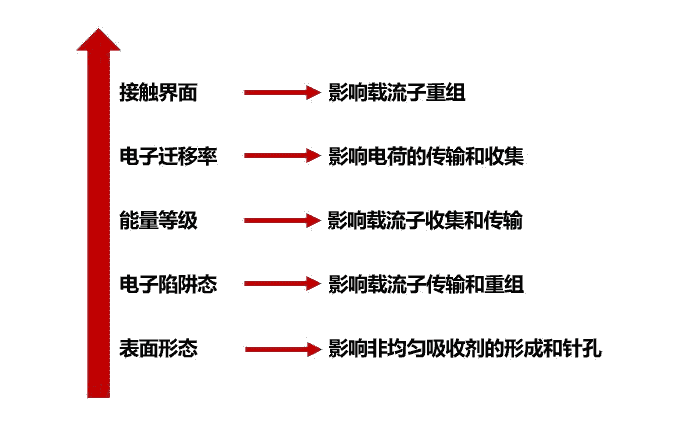 接触界面 影响载流子重组
电子迁移率 影响电荷的传输和收集
能量等级 影响载流子收集和传输
电子陷阱态 影响载流子传输和重组
表面形态 影响非均匀吸收剂的形成和针孔